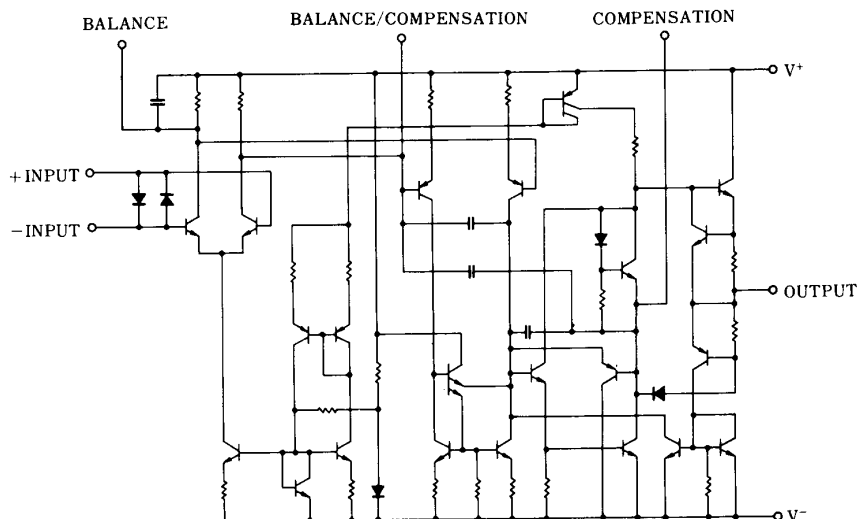 BALANCE
BALANCE/COMPENSATION
COMPENSATION
V+
+INPUT
−INPUT
OUTPUT
V−